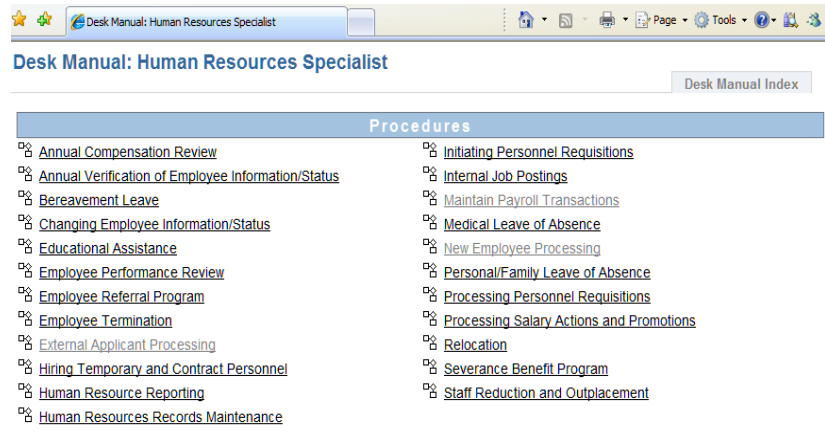 Desk Manual: Human Resources Specialist
Page
Tools
Desk Manual: Human Resources Specialist
Desk Manual Index
Procedures
Annual Compensation Review
Annual Verification of Employee Information/Status
Bereavement Leave
Changing Employee Information/Status
Educational Assistance
Employee Performance Review
Employee Referral Program
Employee Termination
External Applicant Processing
Hiring Temporary and Contract Personnel
Human Resource Reporting
Human Resources Records Maintenance
Initiating Personnel Requisitions
Internal Job Postings
Maintain Payroll Transactions
Medical Leave of Absence
New Employee Processing
Personal/Family Leave of Absence
Processing Personnel Requisitions
Processing Salary Actions and Promotions
Relocation
Severance Benefit Program
Staff Reduction and Outplacement